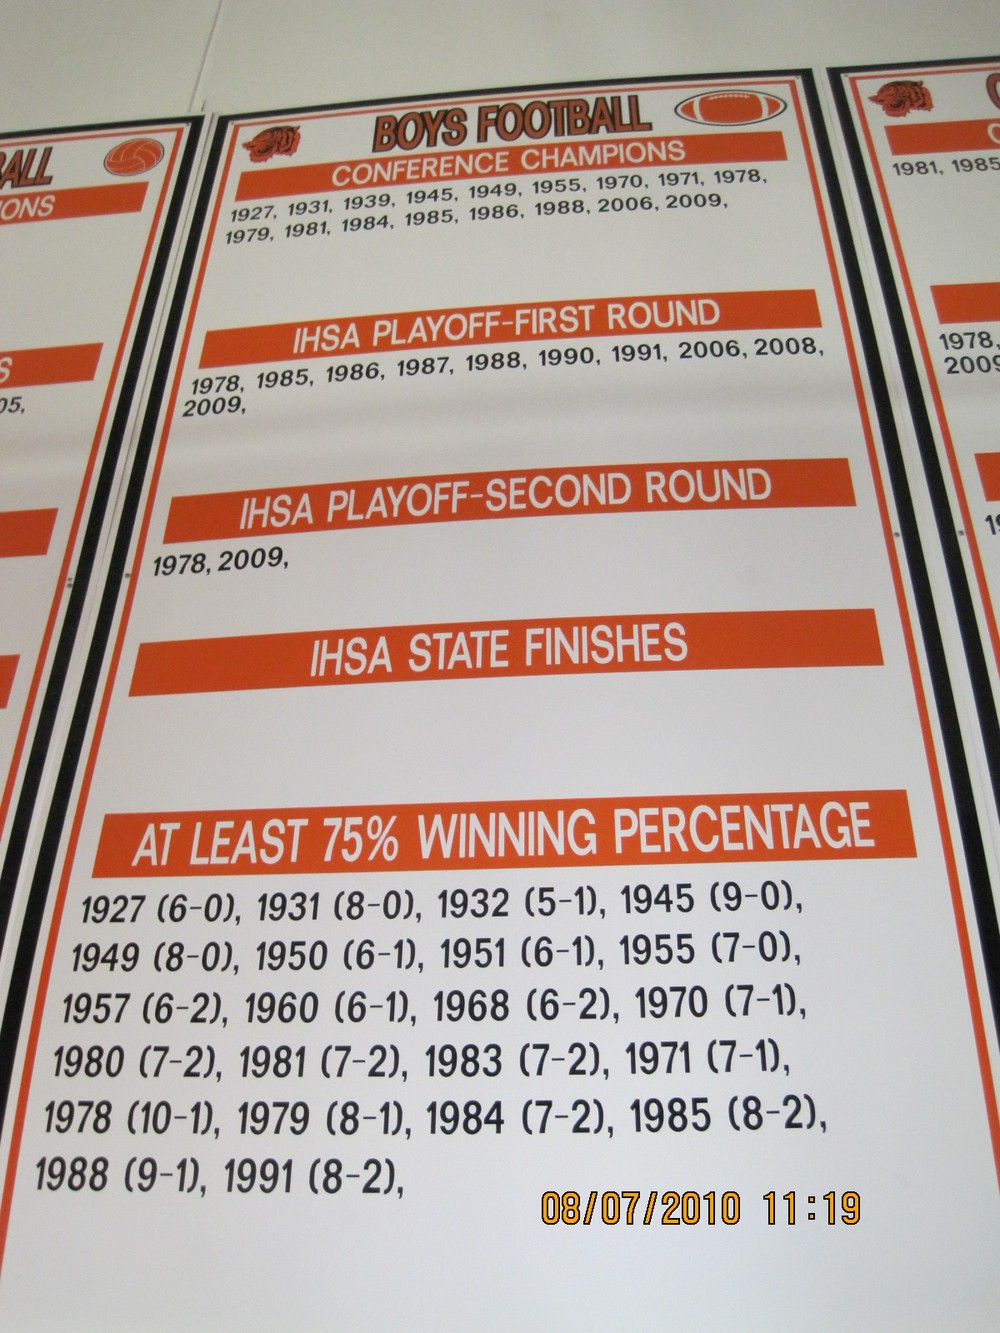 BOYS FOOTBALL
CONFERENCE CHAMPIONS
1927, 1931, 1939, 1945, 1949, 1955, 1970, 1971, 1978,
1979, 1981, 1984, 1985, 1986, 1988, 2006, 2009,
IHSA PLAYOFF-FIRST ROUND
1978, 1985, 1986, 1987, 1988, 1990, 1991, 2006, 2008,
2009,
IHSA PLAYOFF-SECOND ROUND
1978, 2009,
IHSA STATE FINISHES
AT LEAST 75% WINNING PERCENTAGE
1927 (6-0), 1931 (8-0), 1932 (5-1), 1945 (9-0),
1949 (8-0), 1950 (6-1), 1951 (6-1), 1955 (7-0),
1957 (6-2), 1960 (6-1), 1968 (6-2), 1970 (7-1),
1980 (7-2), 1981 (7-2), 1983 (7-2), 1971 (7-1),
1978 (10-1), 1979 (8-1), 1984 (7-2), 1985 (8-2),
1988 (9-1), 1991 (8-2),
1981, 1985
1978,
2009
08/07/2010 11:19